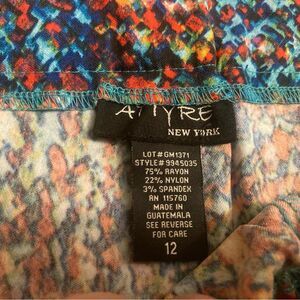 ATTYRE
NEW YORK
LOT#GM1371
STYLE#9945035
75% RAYON
22% NYLON
3% SPANDEX
RN 115760
MADE IN
GUATEMALA
SEE REVERSE
FOR CARE
12